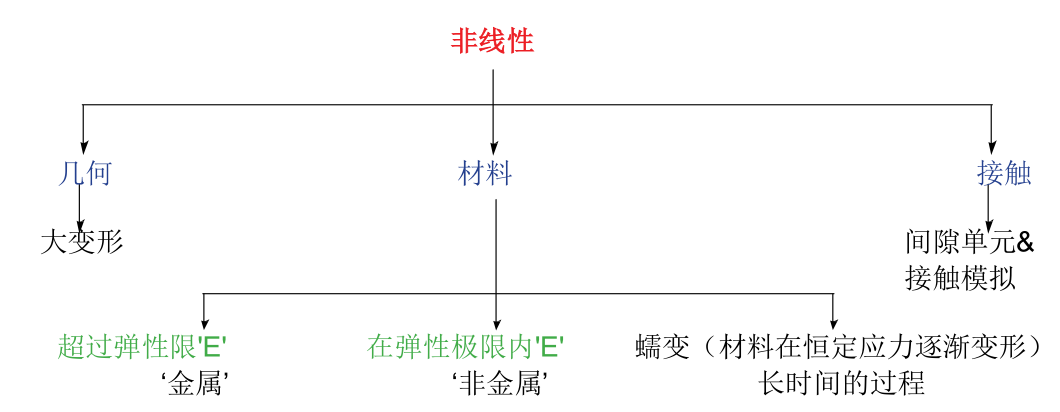 非线性
几何
材料
接触
大变形
间隙单元&
接触模拟
超过弹性限'E'
在弹性极限内'E'
蠕变（材料在恒定应力逐渐变形）
‘金属’
‘非金属’
长时间的过程